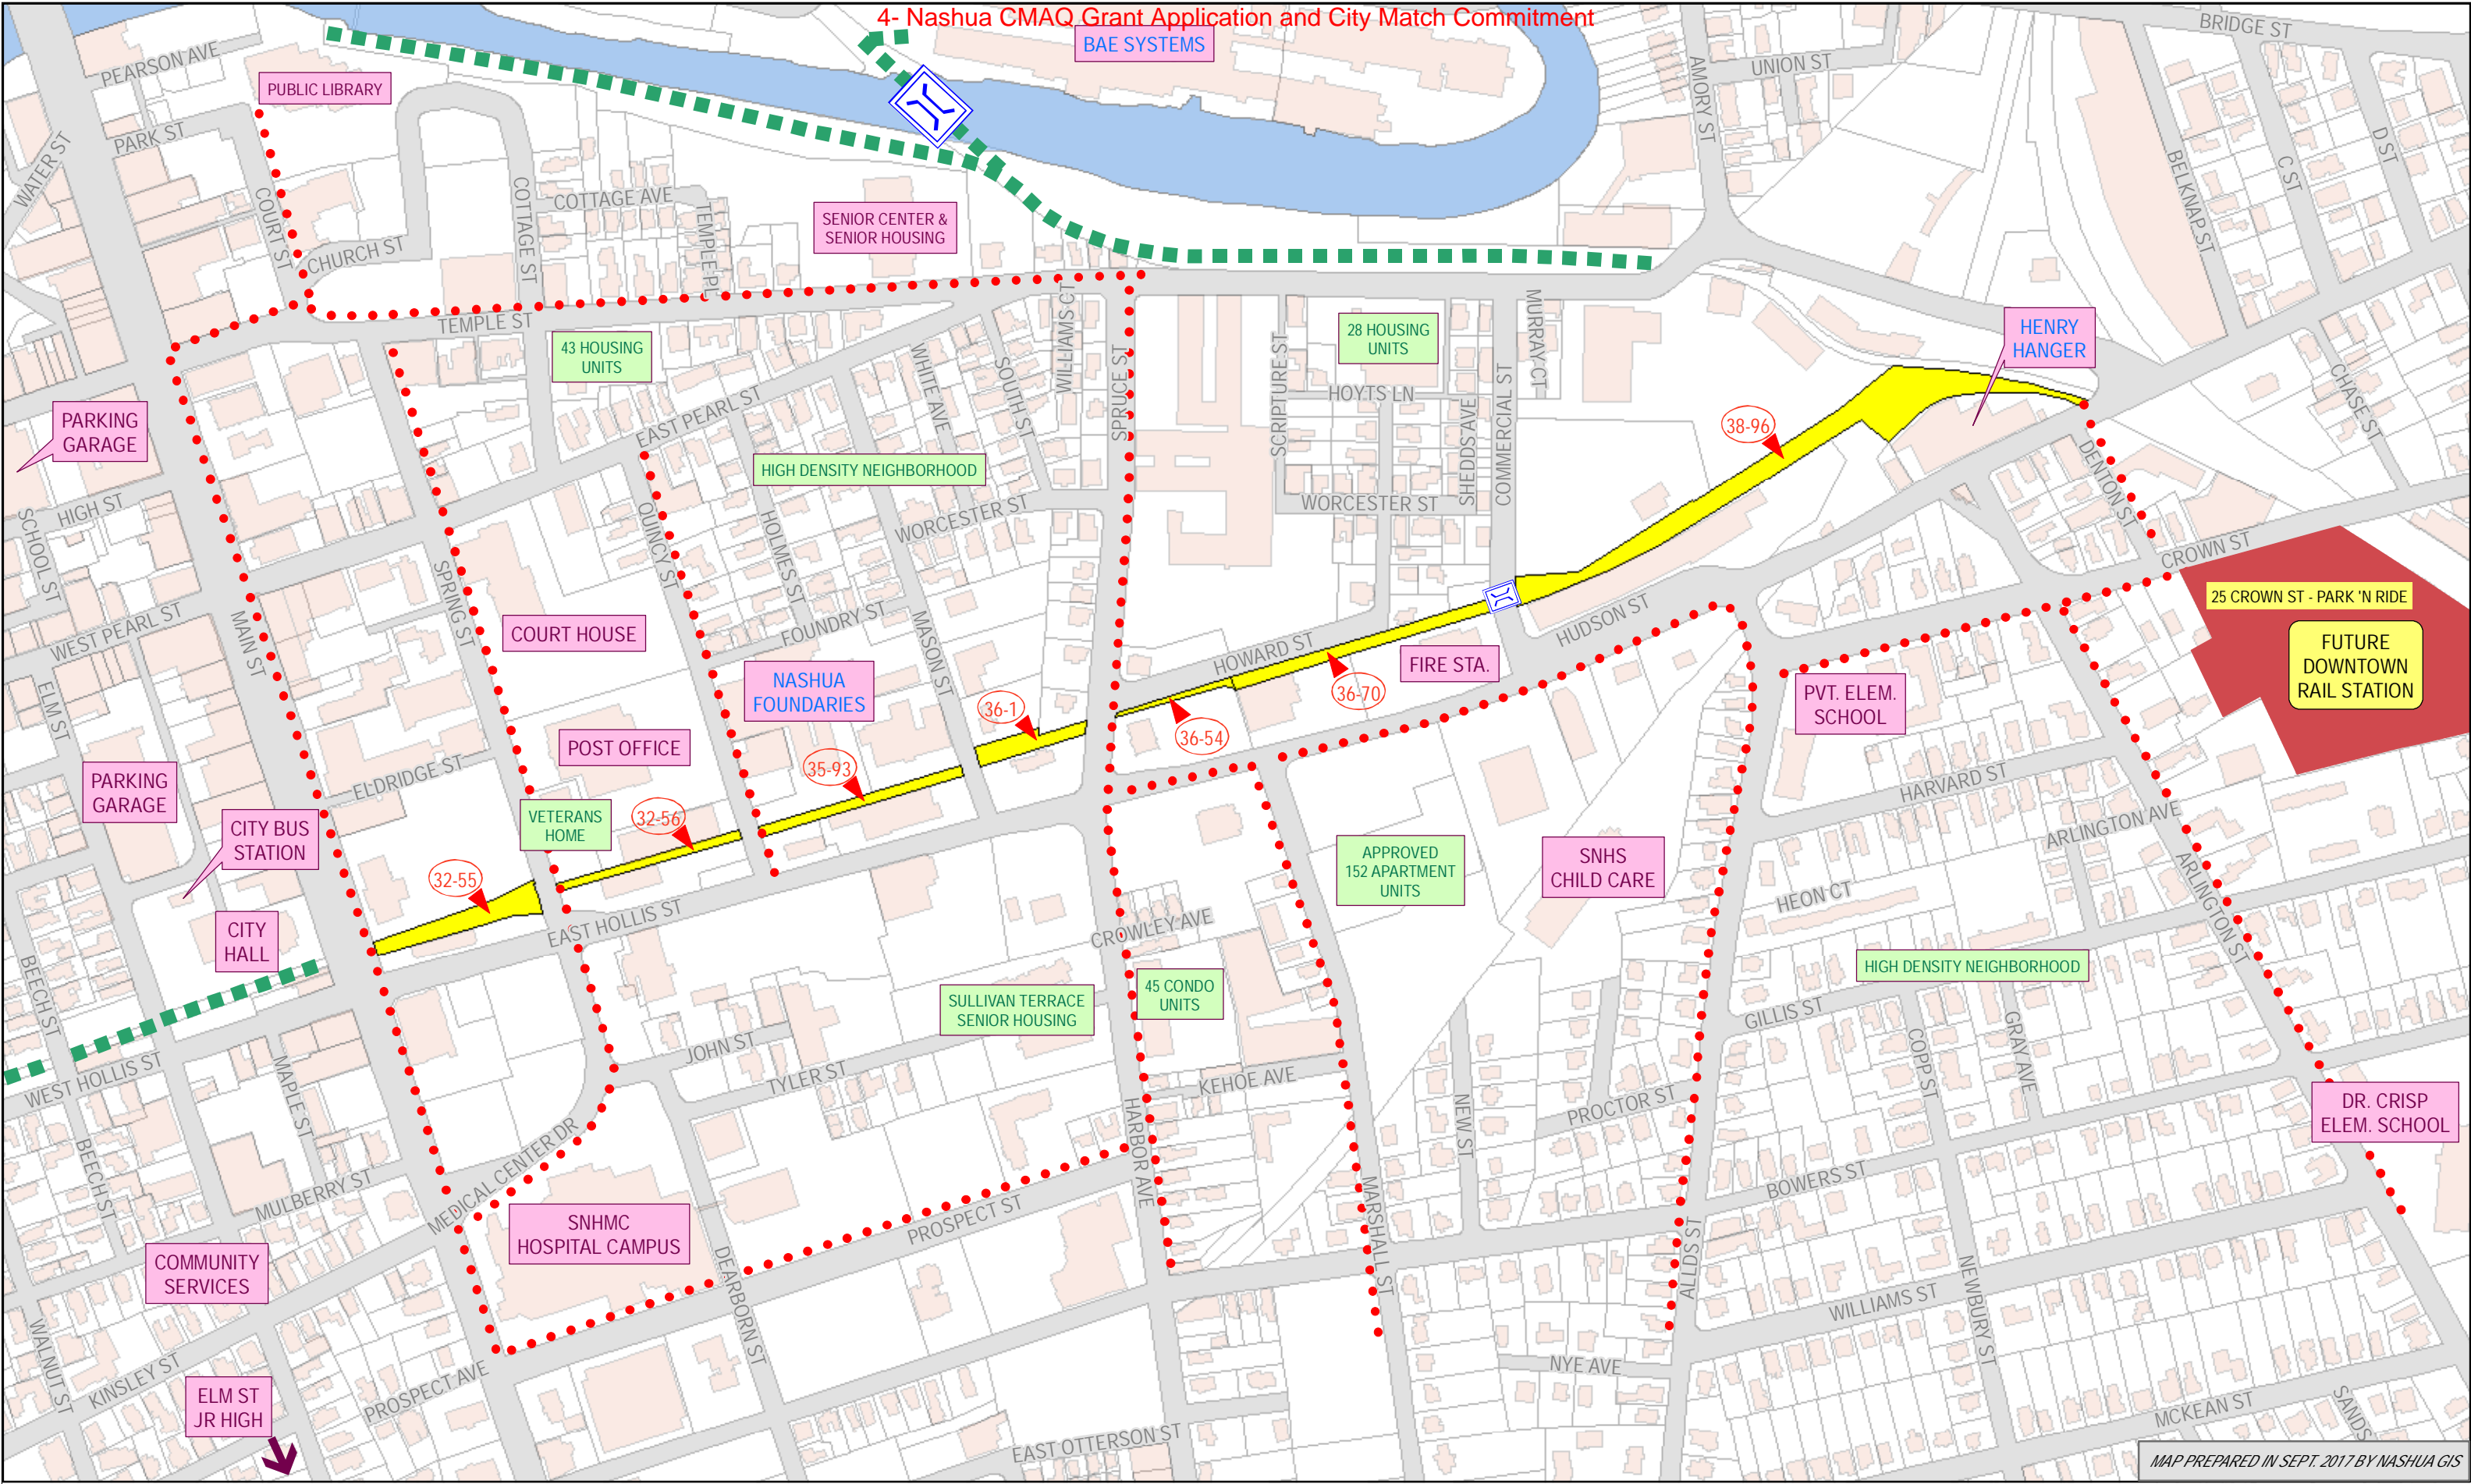 4- Nashua CMAQ Grant Application and City Match Commitment
BAE SYSTEMS
BRIDGE ST
PEARSON AVE
UNION ST
AMORY ST
PUBLIC LIBRARY
PARK ST
WATER ST
D ST
C ST
BELKNAP ST
COURT ST
COTTAGE ST
COTTAGE AVE
TEMPLE PL
SENIOR CENTER &
SENIOR HOUSING
CHURCH ST
TEMPLE ST
43 HOUSING
UNITS
WILLIAMS CT
SPRUCE ST
SCRIPTURE ST
28 HOUSING
UNITS
MURRAY CT
HENRY
HANGER
WHITE AVE
SOUTH ST
HOYTS LN
SHEDDS AVE
COMMERCIAL ST
CHASE ST
PARKING
GARAGE
EAST PEARL ST
38-96
HIGH DENSITY NEIGHBORHOOD
DENTON ST
HIGH ST
SCHOOL ST
QUINCY ST
HOLMES ST
WORCESTER ST
WORCESTER ST
CROWN ST
SPRING ST
25 CROWN ST - PARK 'N RIDE
WEST PEARL ST
MAIN ST
COURT HOUSE
FOUNDRY ST
MASON ST
HOWARD ST
HUDSON ST
FIRE STA.
FUTURE
DOWNTOWN
RAIL STATION
ELM ST
NASHUA
FOUNDARIES
36-1
36-70
36-54
PVT. ELEM.
SCHOOL
POST OFFICE
35-93
ELDRIDGE ST
PARKING
GARAGE
HARVARD ST
CITY BUS
STATION
VETERANS
HOME
32-56
ARLINGTON AVE
32-55
APPROVED
152 APARTMENT
UNITS
SNHS
CHILD CARE
ARLINGTON ST
HEON CT
EAST HOLLIS ST
CITY
HALL
CROWLEY AVE
HIGH DENSITY NEIGHBORHOOD
BEECH ST
SULLIVAN TERRACE
SENIOR HOUSING
45 CONDO
UNITS
GILLIS ST
COPP ST
GRAY AVE
JOHN ST
WEST HOLLIS ST
MAPLE ST
TYLER ST
KEHOE AVE
NEW ST
PROCTOR ST
DR. CRISP
ELEM. SCHOOL
HARBOR AVE
BEECH ST
MEDICAL CENTER DR
MULBERRY ST
MARSHALL ST
BOWERS ST
PROSPECT ST
SNHMC
HOSPITAL CAMPUS
ALLDS ST
COMMUNITY
SERVICES
DEARBORN ST
NEWBURY ST
WILLIAMS ST
WALNUT ST
KINSLEY ST
PROSPECT AVE
NYE AVE
ELM ST
JR HIGH
MCKEAN ST
SANDS
EAST OTTERSON ST
MAP PREPARED IN SEPT. 2017 BY NASHUA GIS